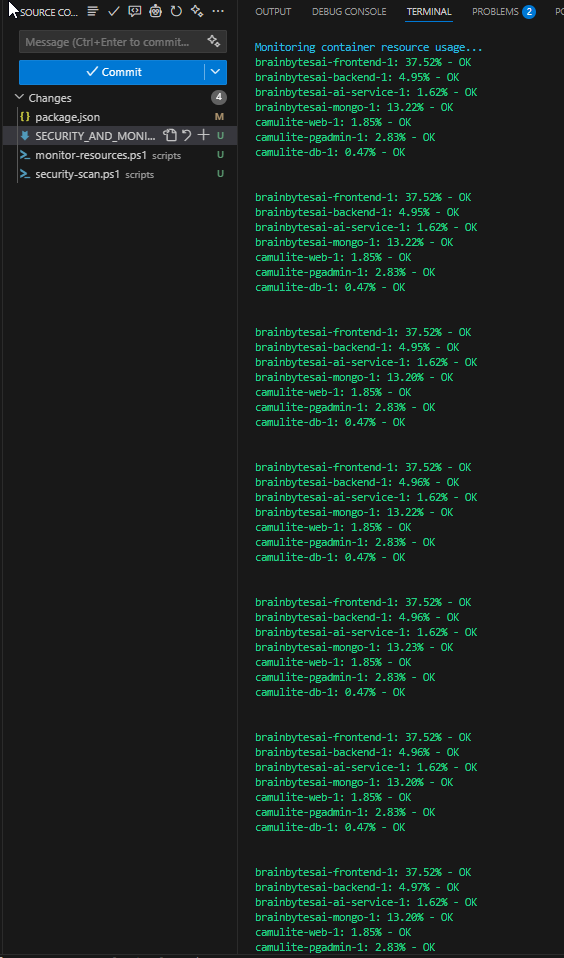 SOURCE CO...
Message (Ctrl+Enter to commit...
Commit
Changes 4
{} package.json M
SECURITY_AND_MONI... U
monitor-resources.ps1 scripts U
security-scan.ps1 scripts U
OUTPUT DEBUG CONSOLE TERMINAL PROBLEMS 2 PO
Monitoring container resource usage...
brainbytesai-frontend-1: 37.52% - OK
brainbytesai-backend-1: 4.95% - OK
brainbytesai-ai-service-1: 1.62% - OK
brainbytesai-mongo-1: 13.22% - OK
camulite-web-1: 1.85% - OK
camulite-pgadmin-1: 2.83% - OK
camulite-db-1: 0.47% - OK
brainbytesai-frontend-1: 37.52% - OK
brainbytesai-backend-1: 4.95% - OK
brainbytesai-ai-service-1: 1.62% - OK
brainbytesai-mongo-1: 13.22% - OK
camulite-web-1: 1.85% - OK
camulite-pgadmin-1: 2.83% - OK
camulite-db-1: 0.47% - OK
brainbytesai-frontend-1: 37.52% - OK
brainbytesai-backend-1: 4.95% - OK
brainbytesai-ai-service-1: 1.62% - OK
brainbytesai-mongo-1: 13.20% - OK
camulite-web-1: 1.85% - OK
camulite-pgadmin-1: 2.83% - OK
camulite-db-1: 0.47% - OK
brainbytesai-frontend-1: 37.52% - OK
brainbytesai-backend-1: 4.96% - OK
brainbytesai-ai-service-1: 1.62% - OK
brainbytesai-mongo-1: 13.22% - OK
camulite-web-1: 1.85% - OK
camulite-pgadmin-1: 2.83% - OK
camulite-db-1: 0.47% - OK
brainbytesai-frontend-1: 37.52% - OK
brainbytesai-backend-1: 4.96% - OK
brainbytesai-ai-service-1: 1.62% - OK
brainbytesai-mongo-1: 13.23% - OK
camulite-web-1: 1.85% - OK
camulite-pgadmin-1: 2.83% - OK
camulite-db-1: 0.47% - OK
brainbytesai-frontend-1: 37.52% - OK
brainbytesai-backend-1: 4.96% - OK
brainbytesai-ai-service-1: 1.62% - OK
brainbytesai-mongo-1: 13.20% - OK
camulite-web-1: 1.85% - OK
camulite-pgadmin-1: 2.83% - OK
camulite-db-1: 0.47% - OK
brainbytesai-frontend-1: 37.52% - OK
brainbytesai-backend-1: 4.97% - OK
brainbytesai-ai-service-1: 1.62% - OK
brainbytesai-mongo-1: 13.20% - OK
camulite-web-1: 1.85% - OK
camulite-pgadmin-1: 2.83% - OK